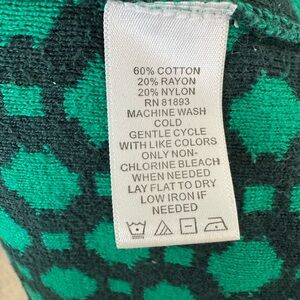 60% COTTON
20% RAYON
20% NYLON
RN 81893
MACHINE WASH
COLD
GENTLE CYCLE
WITH LIKE COLORS
ONLY NON-
CHLORINE BLEACH
WHEN NEEDED
LAY FLAT TO DRY
LOW IRON IF
NEEDED